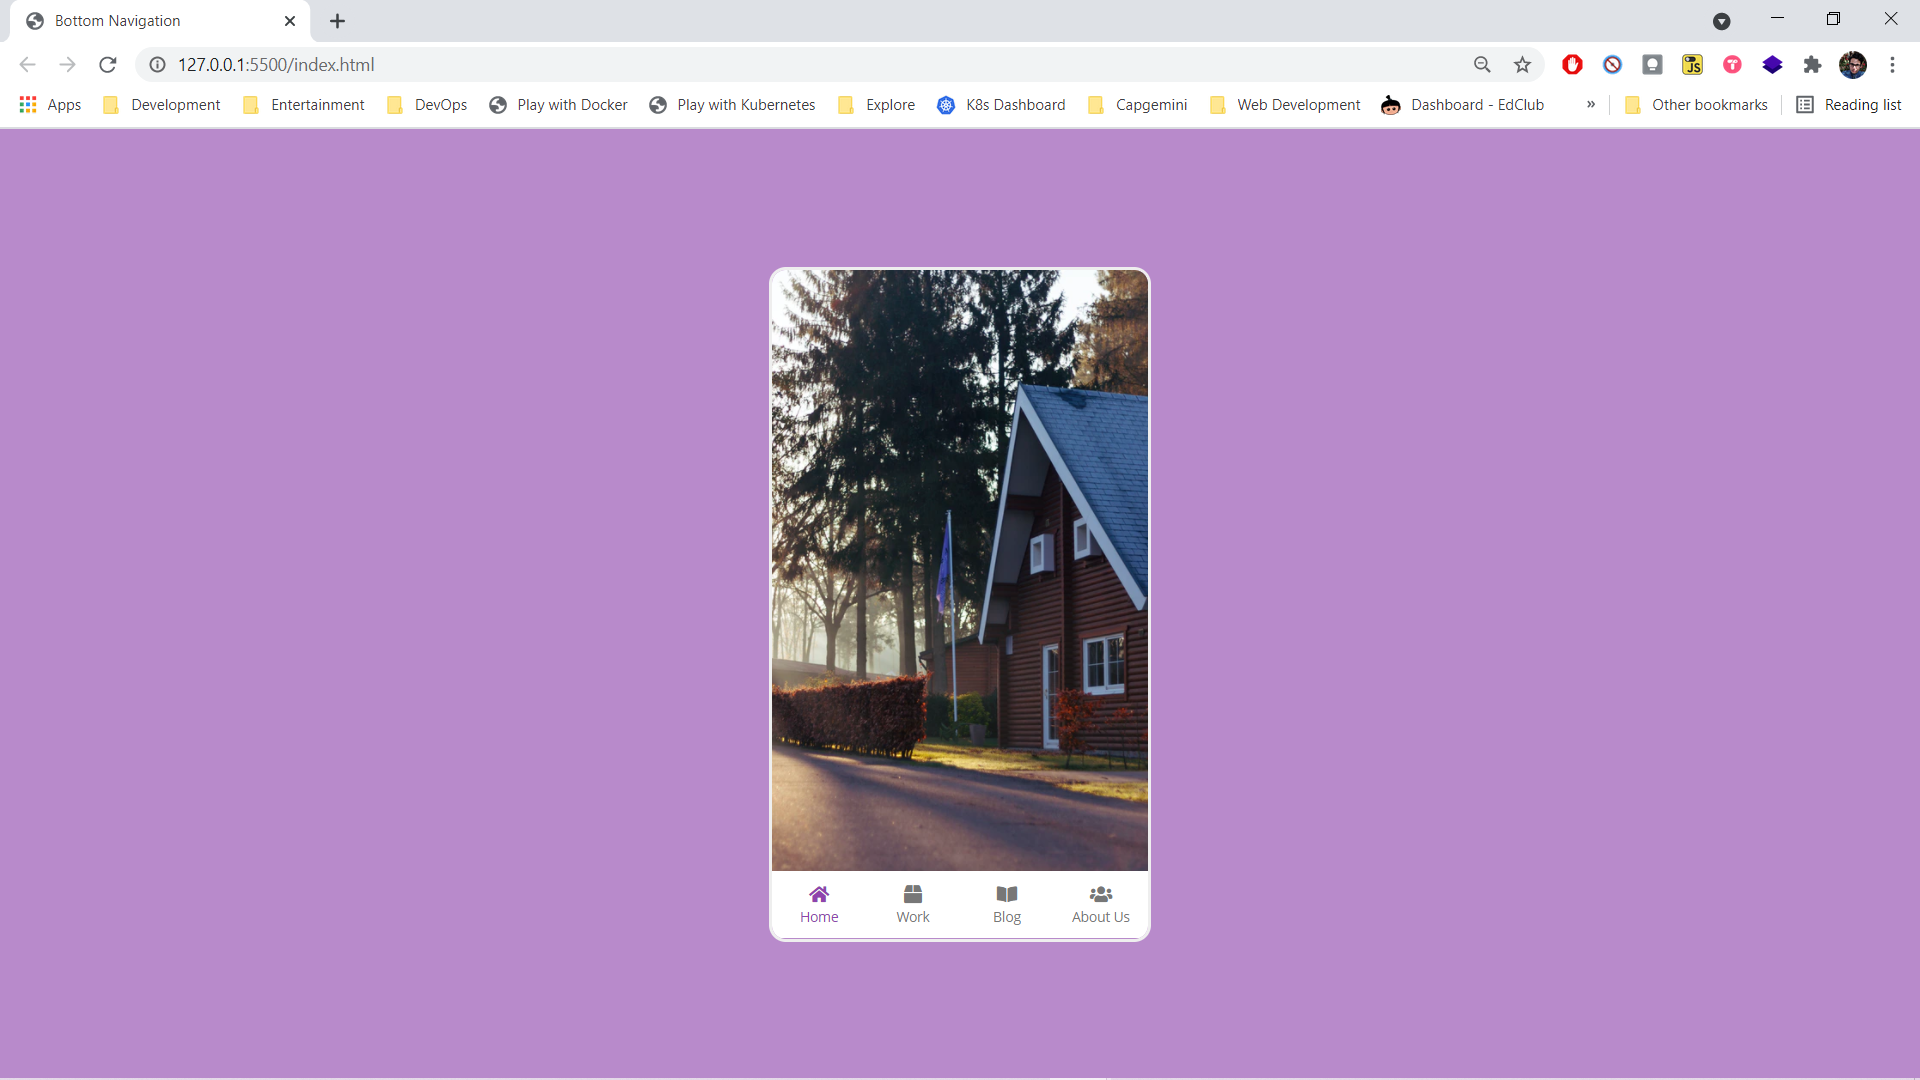 Bottom Navigation
127.0.0.1:5500/index.html
Apps Development Entertainment DevOps Play with Docker Play with Kubernetes Explore K8s Dashboard Capgemini Web Development Dashboard - EdClub » Other bookmarks Reading list
Home Work Blog About Us